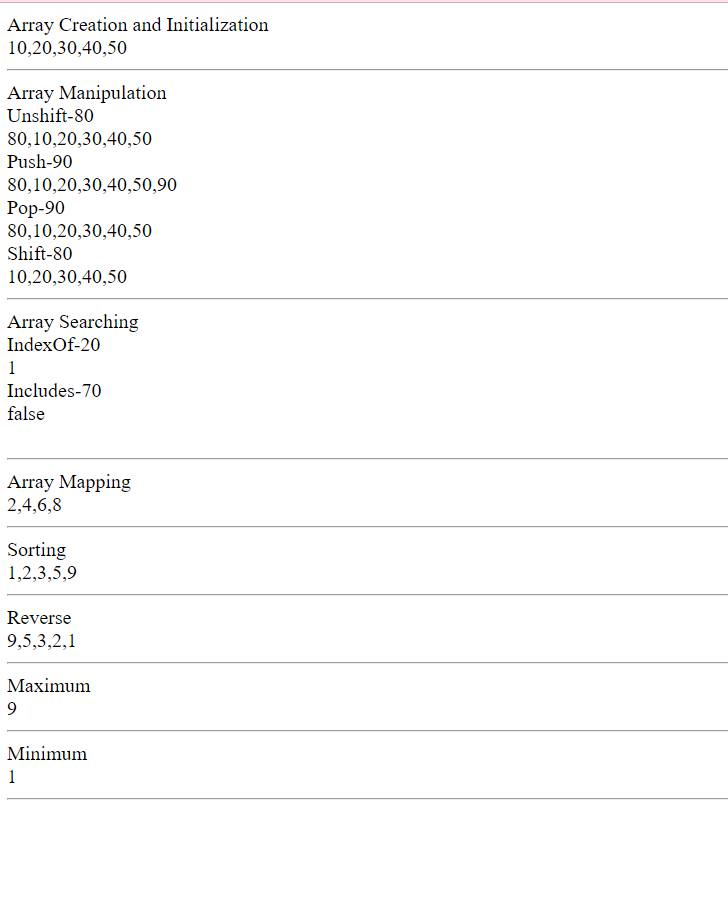 Array Creation and Initialization
10,20,30,40,50
Array Manipulation
Unshift-80
80,10,20,30,40,50
Push-90
80,10,20,30,40,50,90
Pop-90
80,10,20,30,40,50
Shift-80
10,20,30,40,50
Array Searching
IndexOf-20
1
Includes-70
false
Array Mapping
2,4,6,8
Sorting
1,2,3,5,9
Reverse
9,5,3,2,1
Maximum
9
Minimum
1